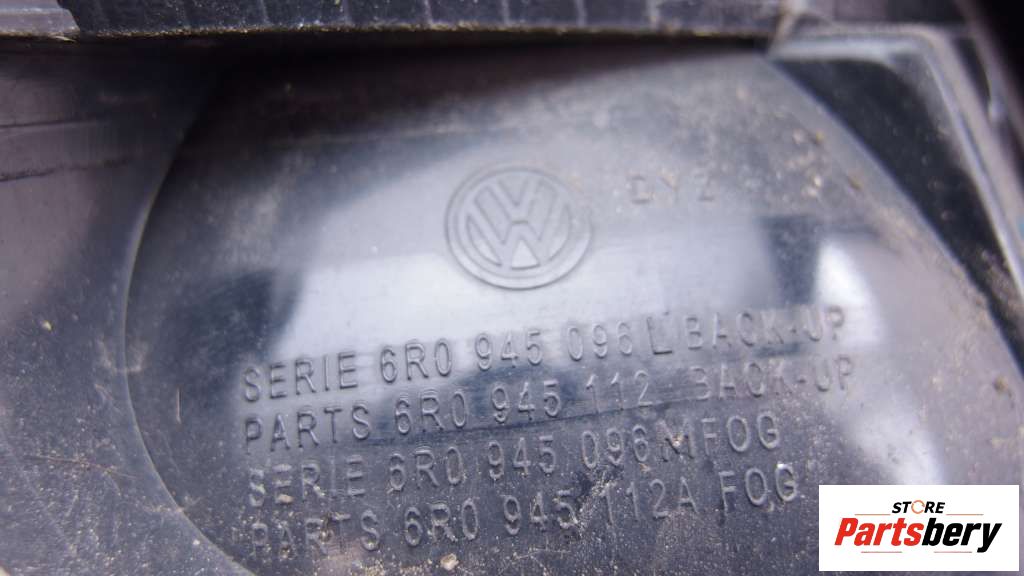 DYZ
SERIE 6R0 945 096 L BACK-UP
PARTS 6R0 945 112 BACK-UP
SERIE 6R0 945 096 M FOG
PARTS 6R0 945 112A FOG
STORE
Partsbery